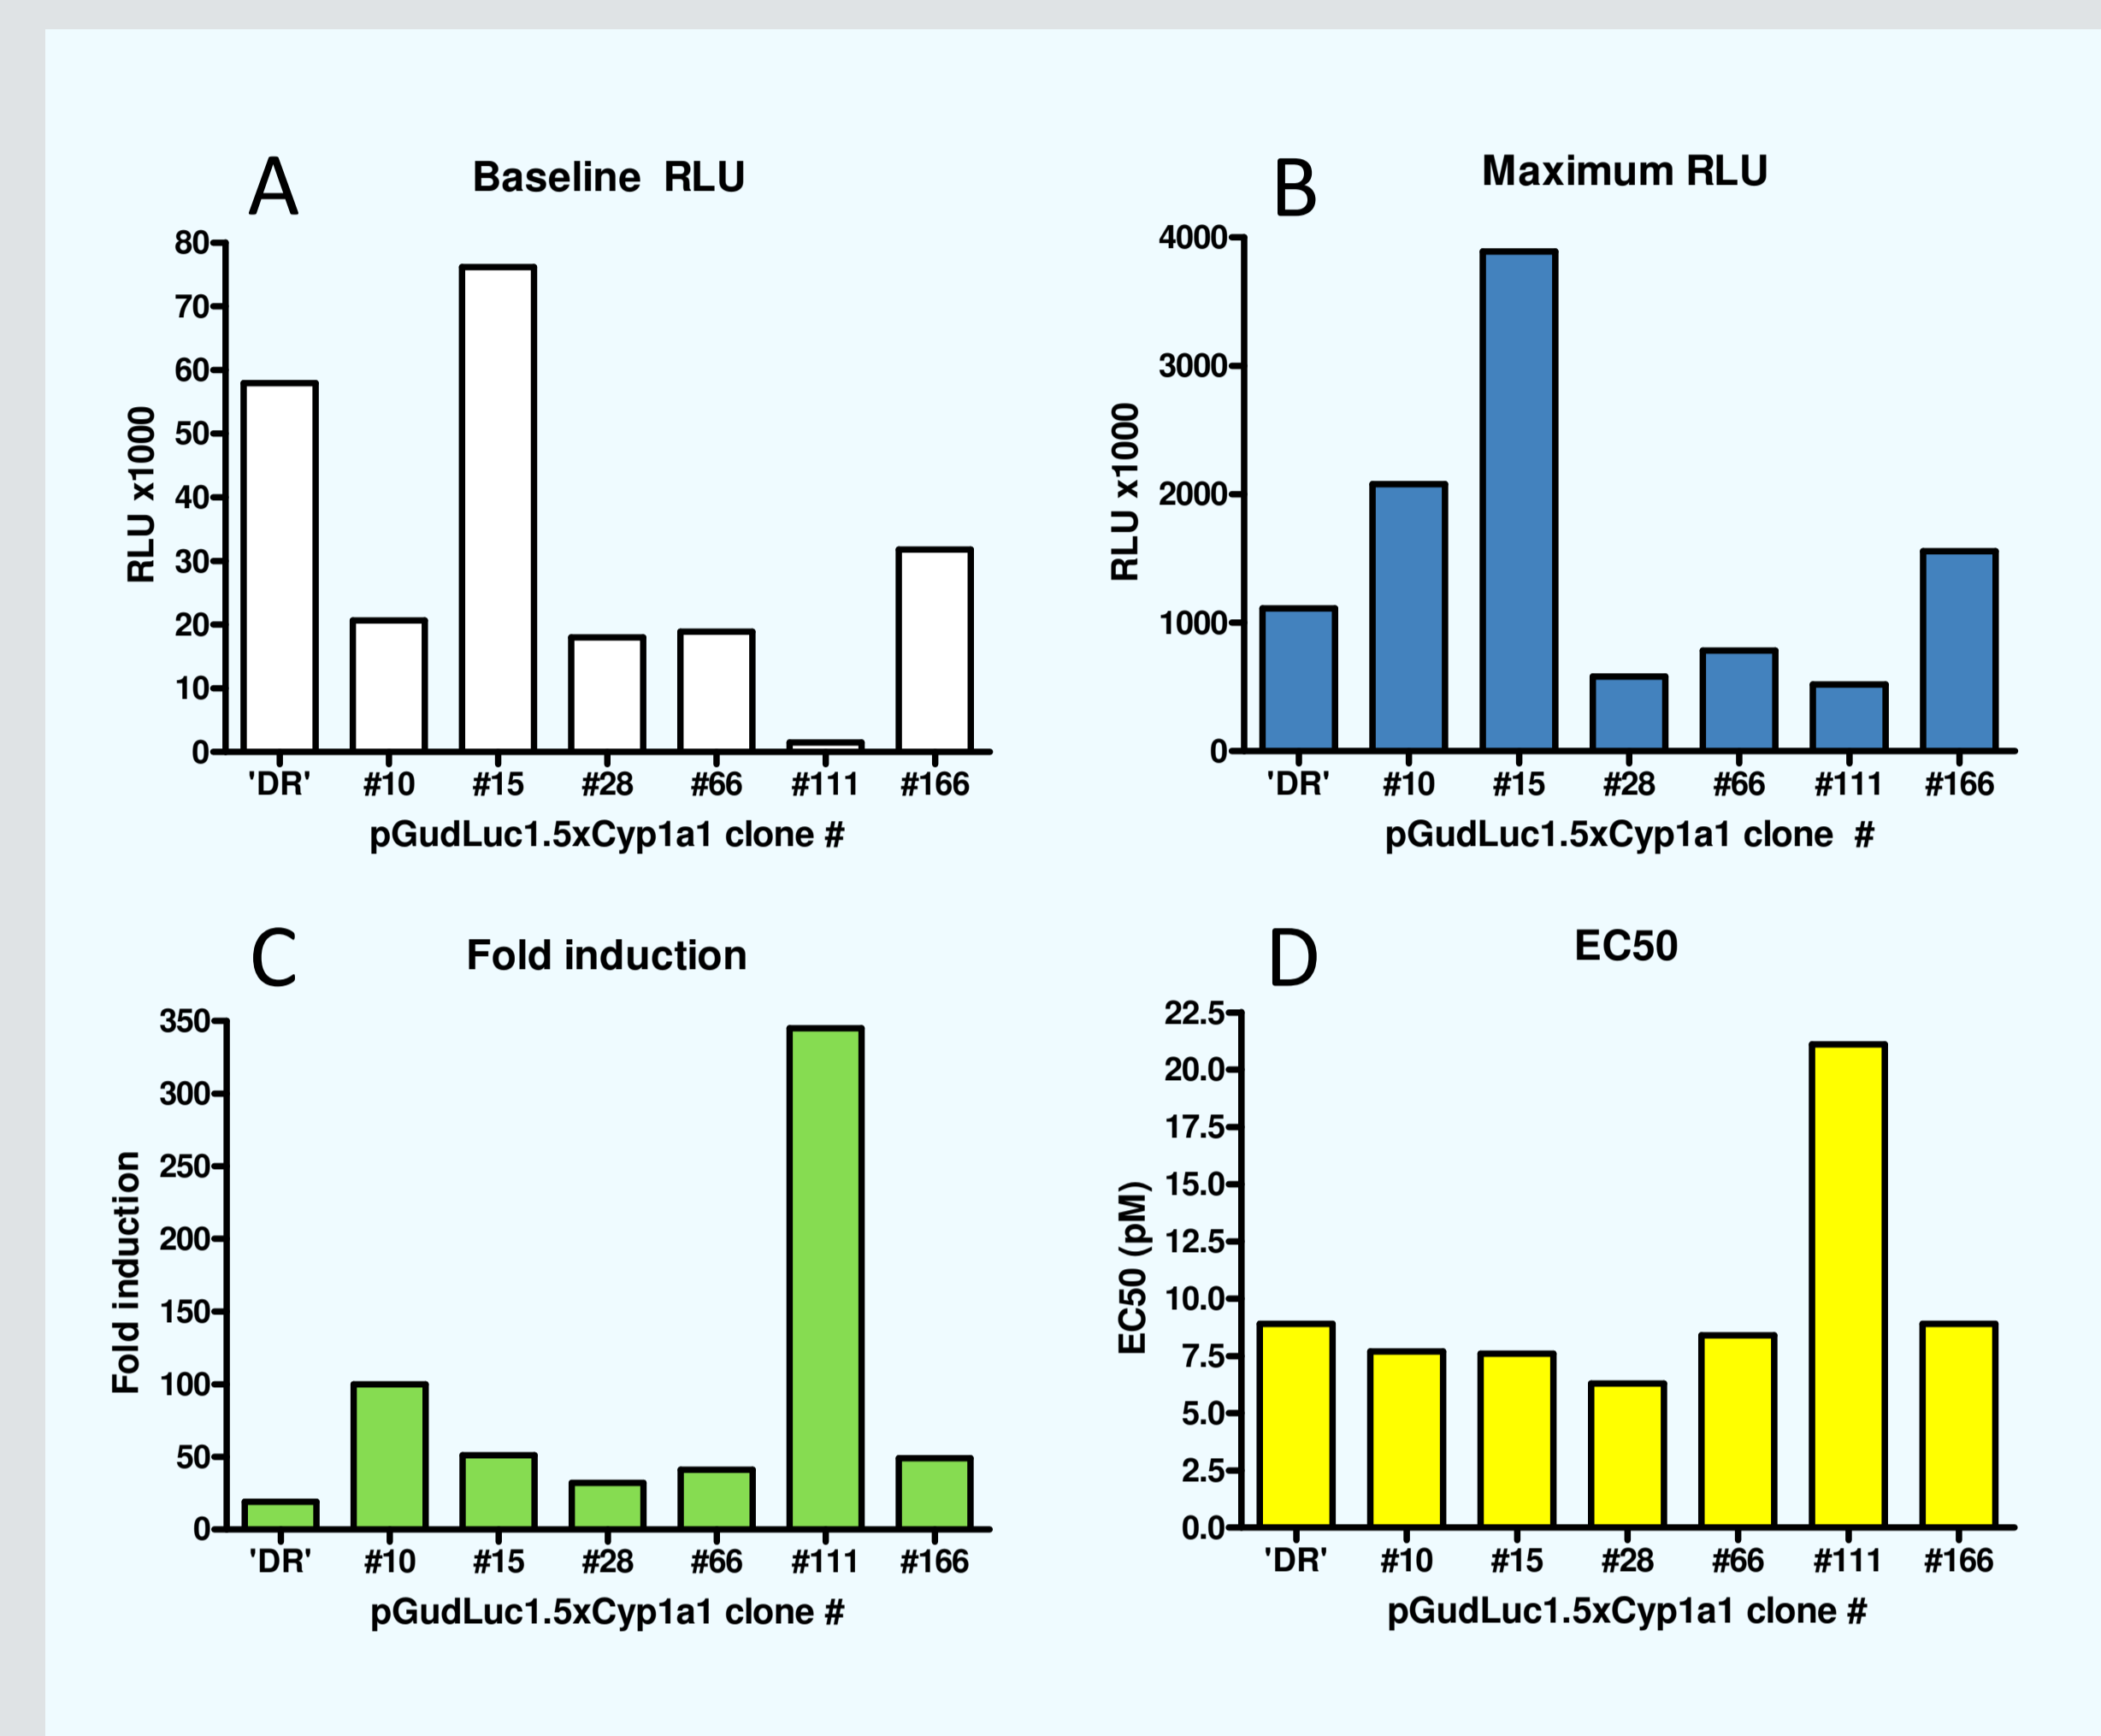 A
Baseline RLU
80
70
60
50
40
30
20
10
0
RLU x1000
'DR' #10 #15 #28 #66 #111 #166
pGudLuc1.5xCyp1a1 clone #
B
Maximum RLU
4000
3000
2000
1000
0
RLU x1000
'DR' #10 #15 #28 #66 #111 #166
pGudLuc1.5xCyp1a1 clone #
C
Fold induction
350
300
250
200
150
100
50
0
Fold induction
'DR' #10 #15 #28 #66 #111 #166
pGudLuc1.5xCyp1a1 clone #
D
EC50
22.5
20.0
17.5
15.0
12.5
10.0
7.5
5.0
2.5
0.0
EC50 (pM)
'DR' #10 #15 #28 #66 #111 #166
pGudLuc1.5xCyp1a1 clone #